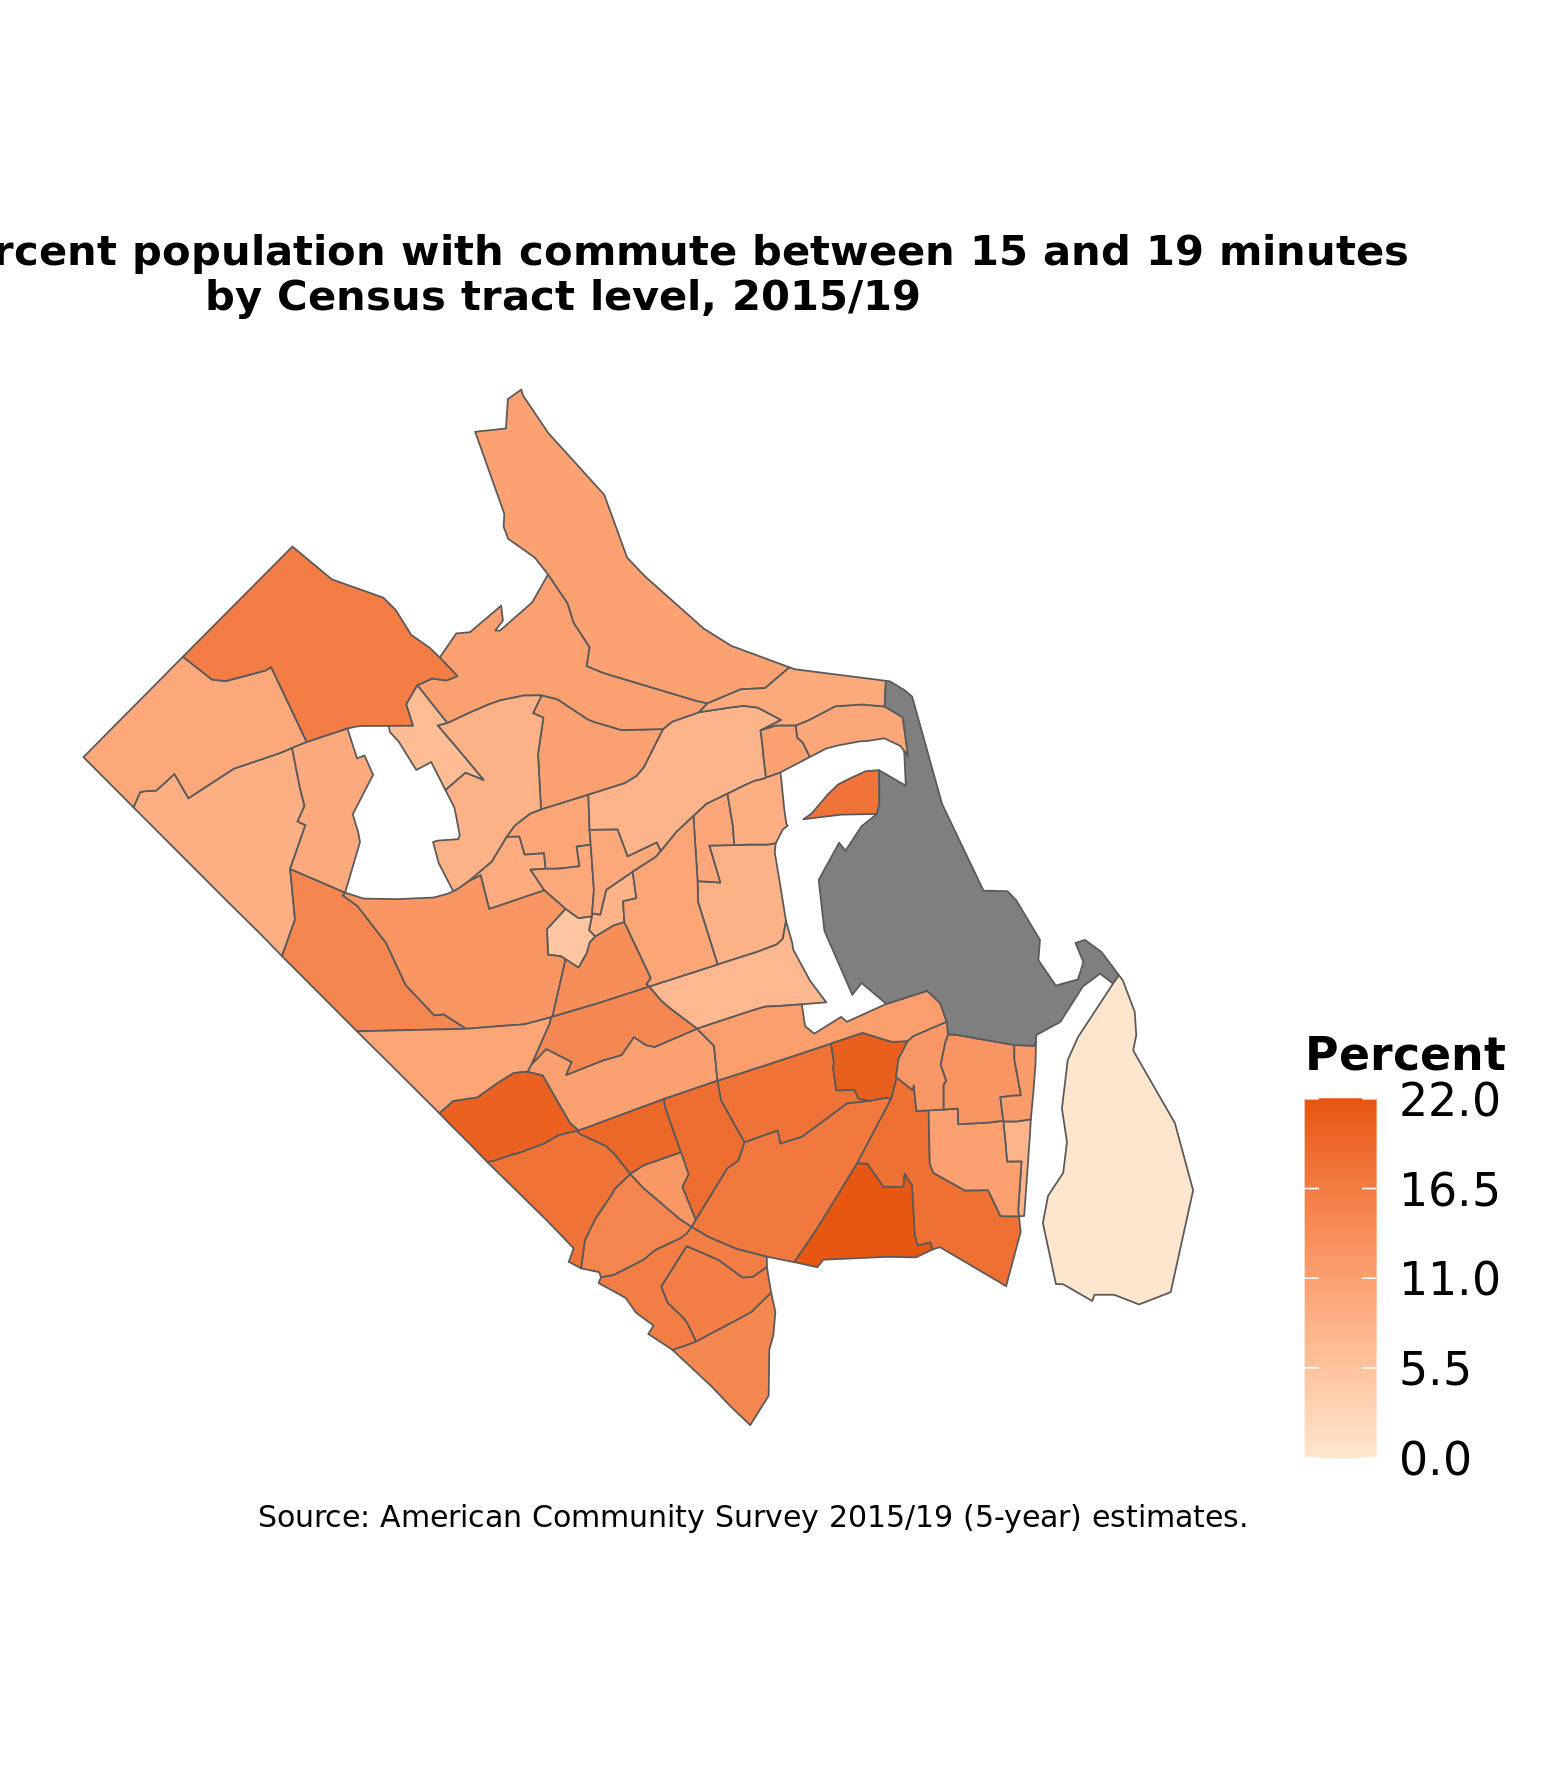 rcent population with commute between 15 and 19 minutes
by Census tract level, 2015/19
Percent
22.0
16.5
11.0
5.5
0.0
Source: American Community Survey 2015/19 (5-year) estimates.